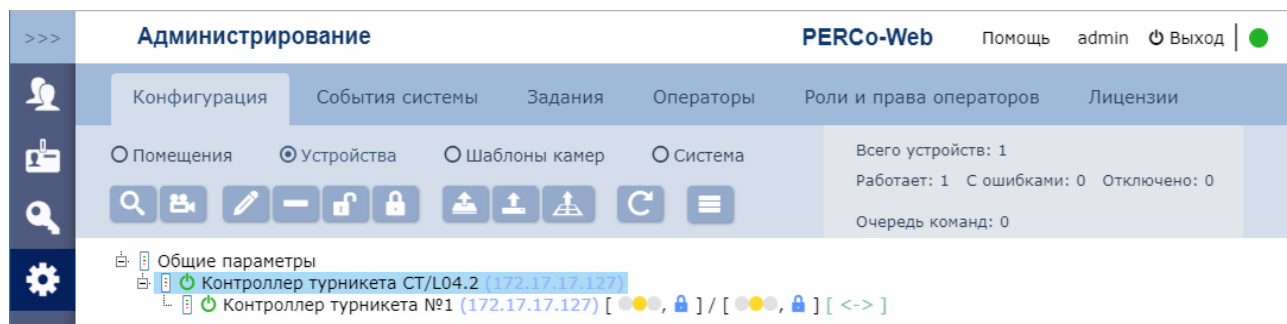 >>> Администрирование PERCo-Web Помощь admin Выход
Конфигурация События системы Задания Операторы Роли и права операторов Лицензии
Помещения Устройства Шаблоны камер Система
Всего устройств: 1
Работает: 1 С ошибками: 0 Отключено: 0
Очередь команд: 0
Общие параметры
Контроллер турникета CT/L04.2 (172.17.17.127)
Контроллер турникета №1 (172.17.17.127) [ , ] / [ , ] [ <-> ]